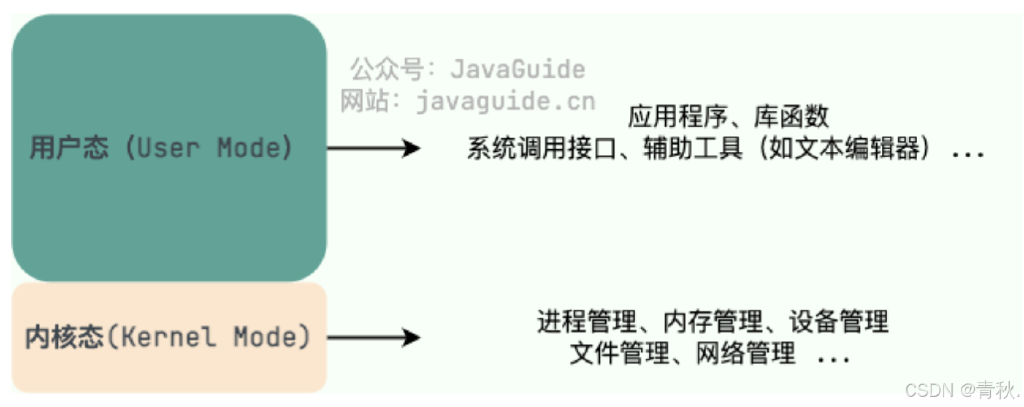 公众号：JavaGuide
网站：javaguide.cn
用户态（User Mode）
应用程序、库函数
系统调用接口、辅助工具（如文本编辑器）...
内核态(Kernel Mode)
进程管理、内存管理、设备管理
文件管理、网络管理 ...
CSDN @青秋.